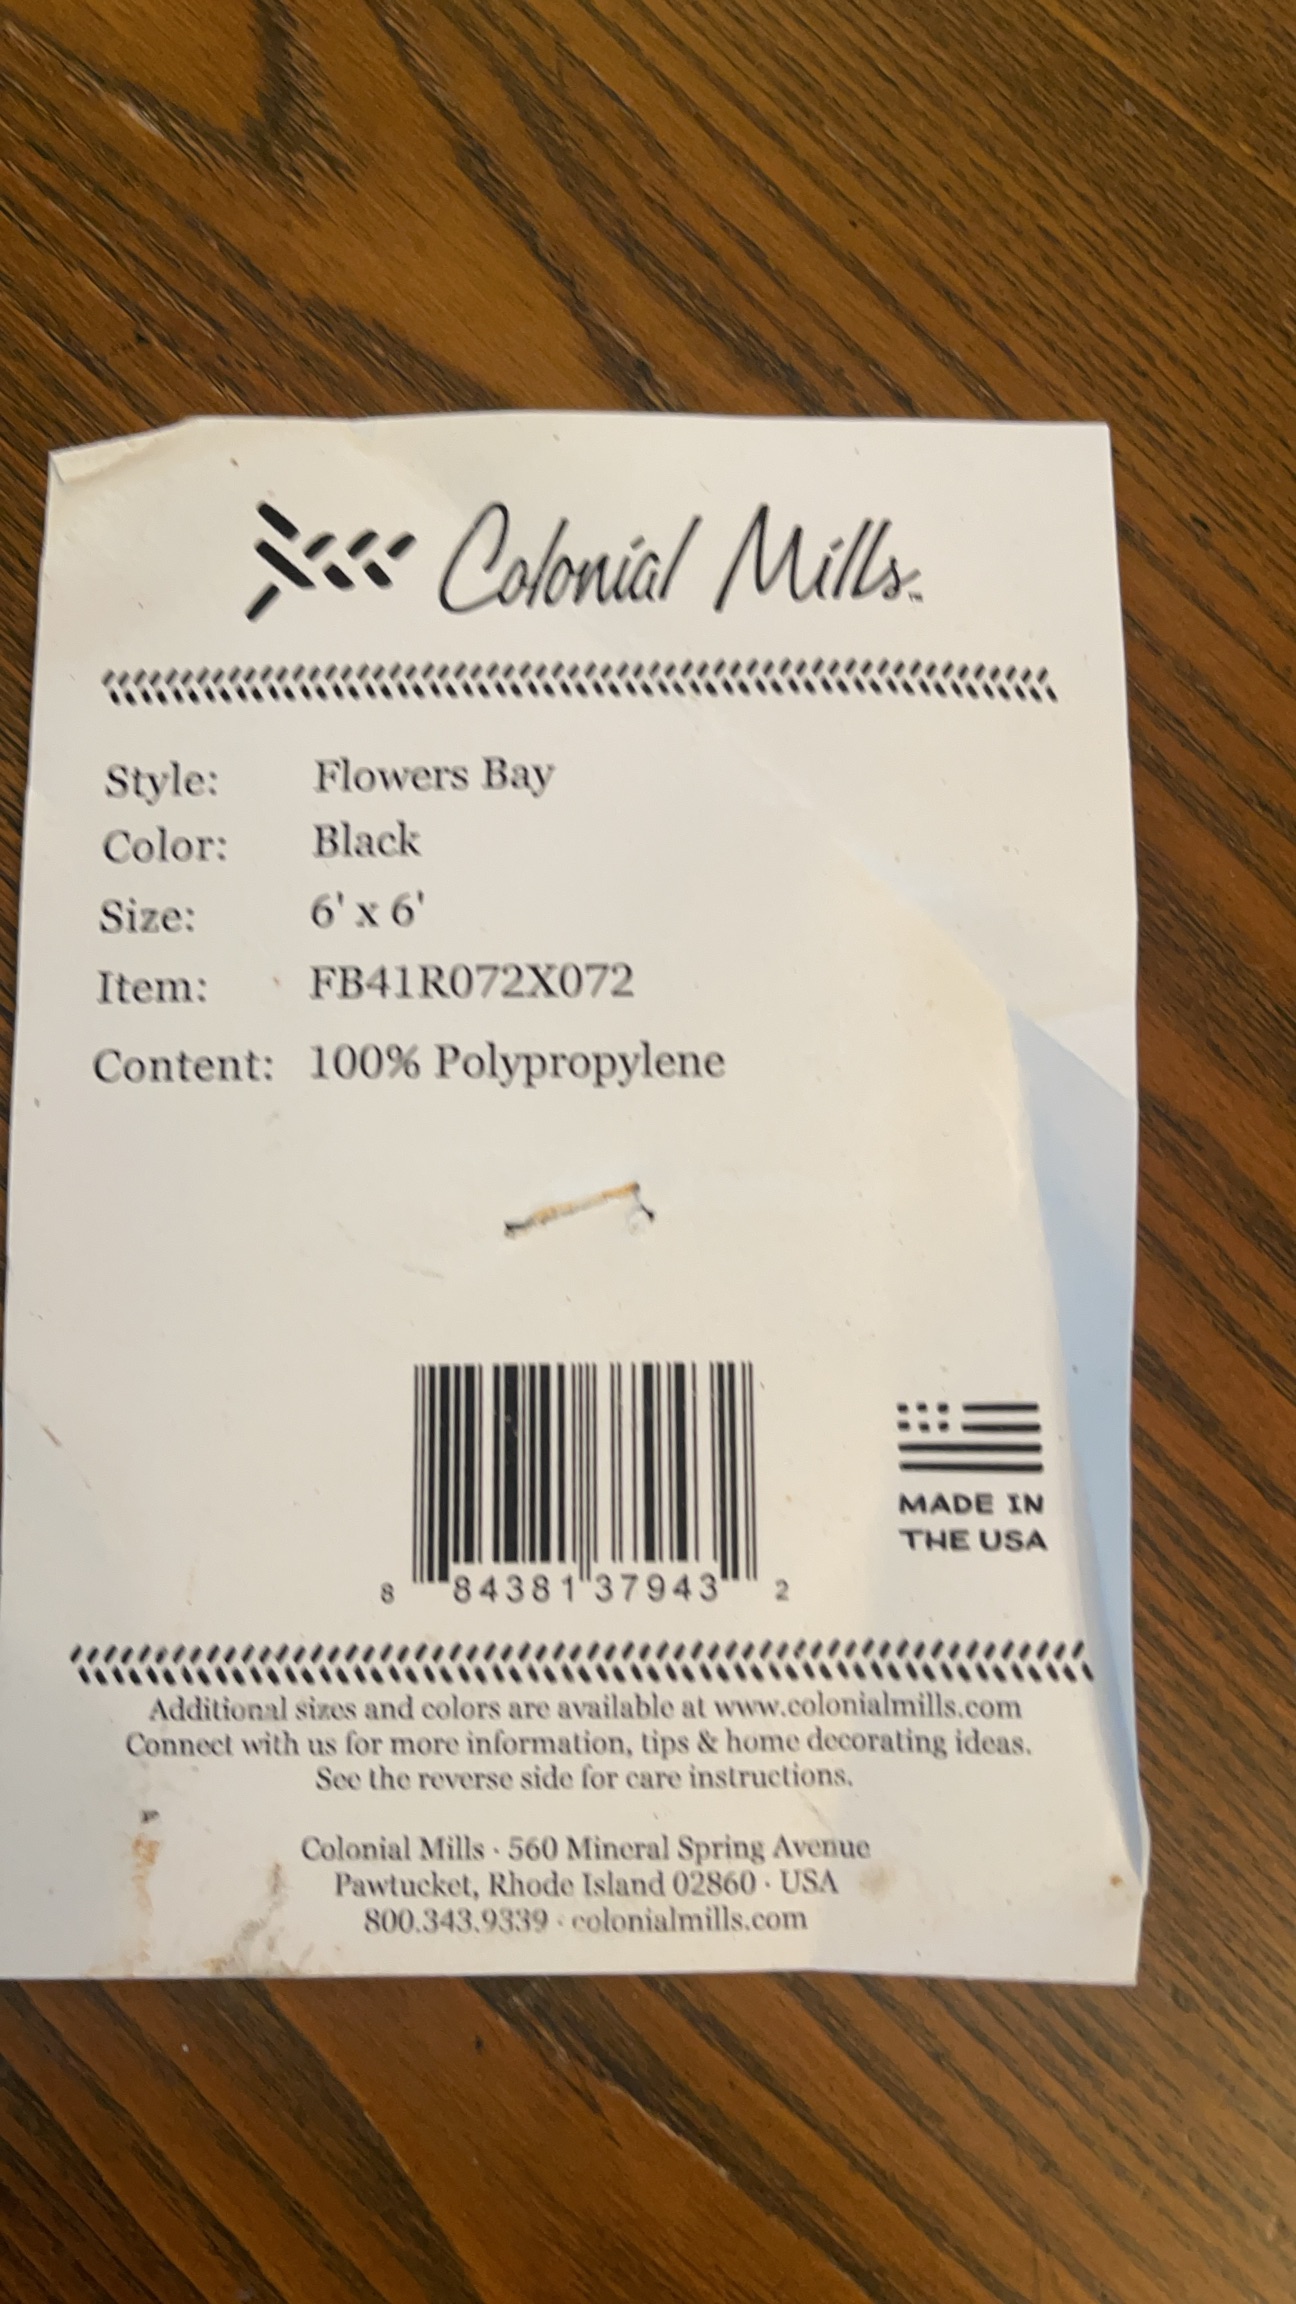 Colonial Mills™
Style: Flowers Bay
Color: Black
Size: 6' x 6'
Item: FB41R072X072
Content: 100% Polypropylene
8 84381 37943 2
MADE IN
THE USA
Additional sizes and colors are available at www.colonialmills.com
Connect with us for more information, tips & home decorating ideas.
See the reverse side for care instructions.
Colonial Mills · 560 Mineral Spring Avenue
Pawtucket, Rhode Island 02860 · USA
800.343.9339 · colonialmills.com